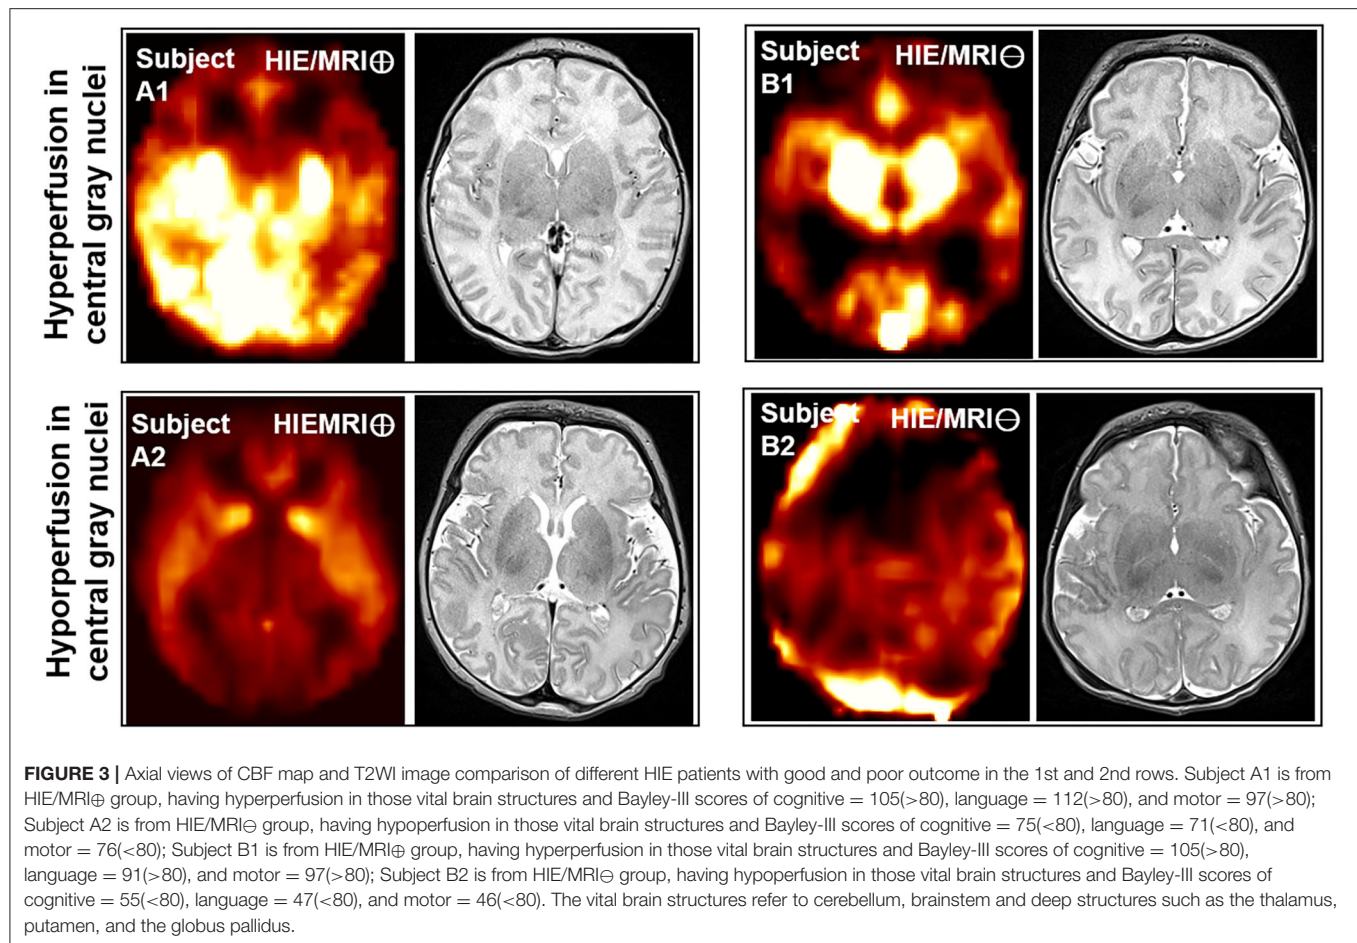 Hyperperfusion in
central gray nuclei
Subject HIE/MRI⊕
A1
Subject HIE/MRI⊖
B1
Hyporperfusion in
central gray nuclei
Subject HIEMRI⊕
A2
Subject HIE/MRI⊖
B2
FIGURE 3 | Axial views of CBF map and T2WI image comparison of different HIE patients with good and poor outcome in the 1st and 2nd rows. Subject A1 is from
HIE/MRI⊕ group, having hyperperfusion in those vital brain structures and Bayley-III scores of cognitive = 105(>80), language = 112(>80), and motor = 97(>80);
Subject A2 is from HIE/MRI⊖ group, having hypoperfusion in those vital brain structures and Bayley-III scores of cognitive = 75(<80), language = 71(<80), and
motor = 76(<80); Subject B1 is from HIE/MRI⊕ group, having hyperperfusion in those vital brain structures and Bayley-III scores of cognitive = 105(>80),
language = 91(>80), and motor = 97(>80); Subject B2 is from HIE/MRI⊖ group, having hypoperfusion in those vital brain structures and Bayley-III scores of
cognitive = 55(<80), language = 47(<80), and motor = 46(<80). The vital brain structures refer to cerebellum, brainstem and deep structures such as the thalamus,
putamen, and the globus pallidus.